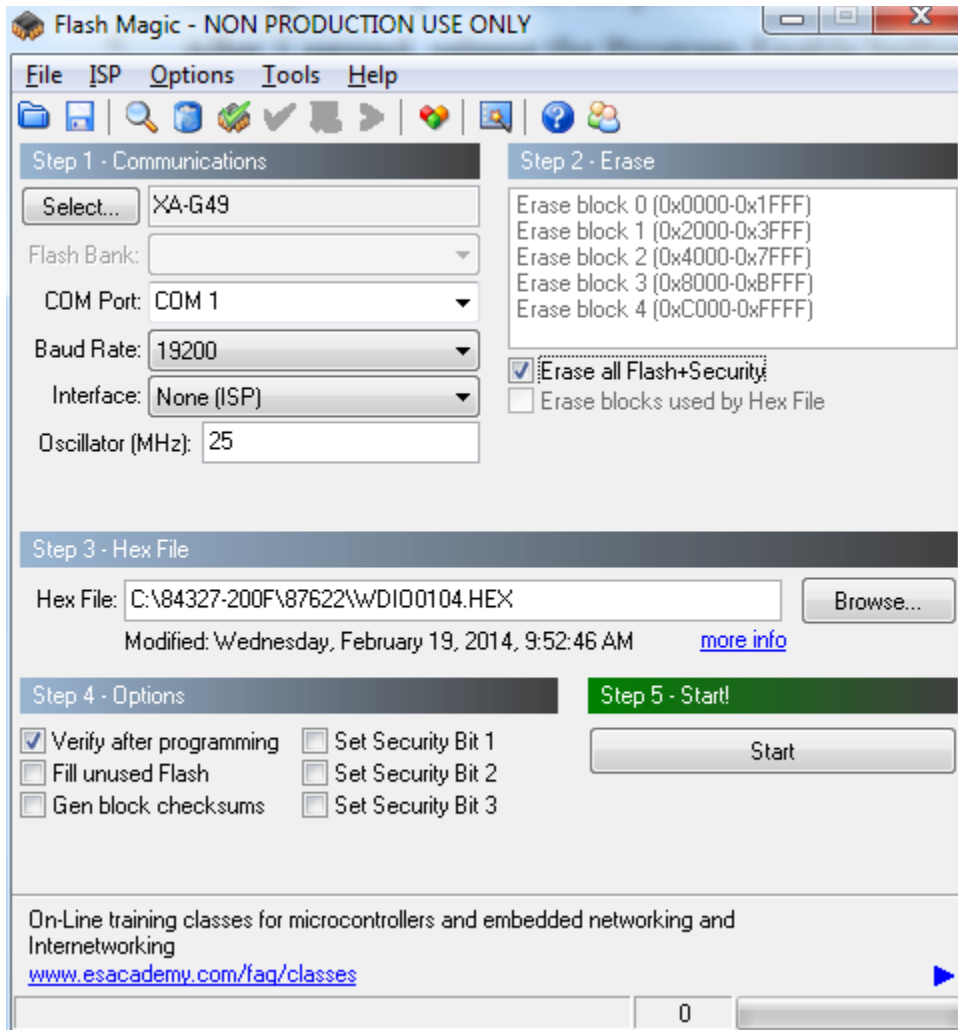 Flash Magic - NON PRODUCTION USE ONLY
File ISP Options Tools Help
Step 1 - Communications
Select... XA-G49
Flash Bank:
COM Port: COM 1
Baud Rate: 19200
Interface: None (ISP)
Oscillator (MHz): 25
Step 2 - Erase
Erase block 0 (0x0000-0x1FFF)
Erase block 1 (0x2000-0x3FFF)
Erase block 2 (0x4000-0x7FFF)
Erase block 3 (0x8000-0xBFFF)
Erase block 4 (0xC000-0xFFFF)
Erase all Flash+Security
Erase blocks used by Hex File
Step 3 - Hex File
Hex File: C:\84327-200F\87622\WDIO0104.HEX Browse...
Modified: Wednesday, February 19, 2014, 9:52:46 AM more info
Step 4 - Options
Verify after programming Set Security Bit 1
Fill unused Flash Set Security Bit 2
Gen block checksums Set Security Bit 3
Step 5 - Start!
Start
On-Line training classes for microcontrollers and embedded networking and
Internetworking
www.esacademy.com/faq/classes
0